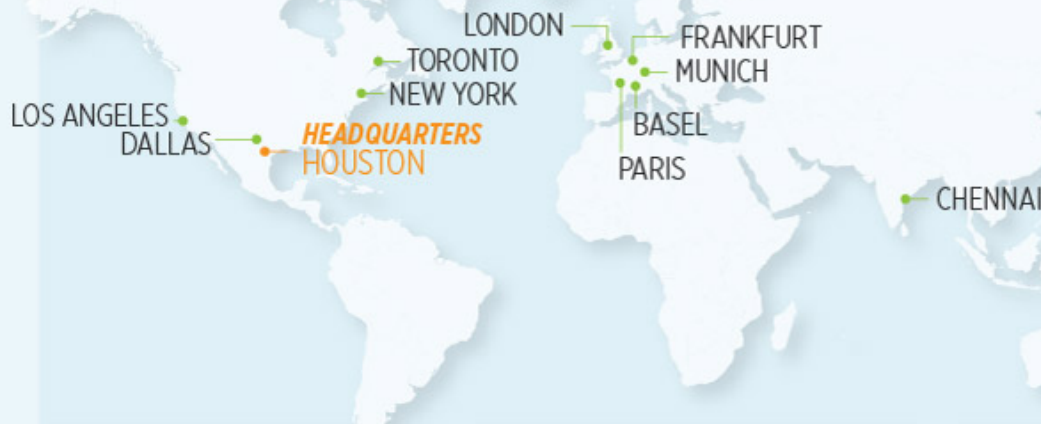 LONDON
FRANKFURT
TORONTO
MUNICH
NEW YORK
LOS ANGELES
BASEL
HEADQUARTERS
DALLAS
HOUSTON
PARIS
CHENNAI